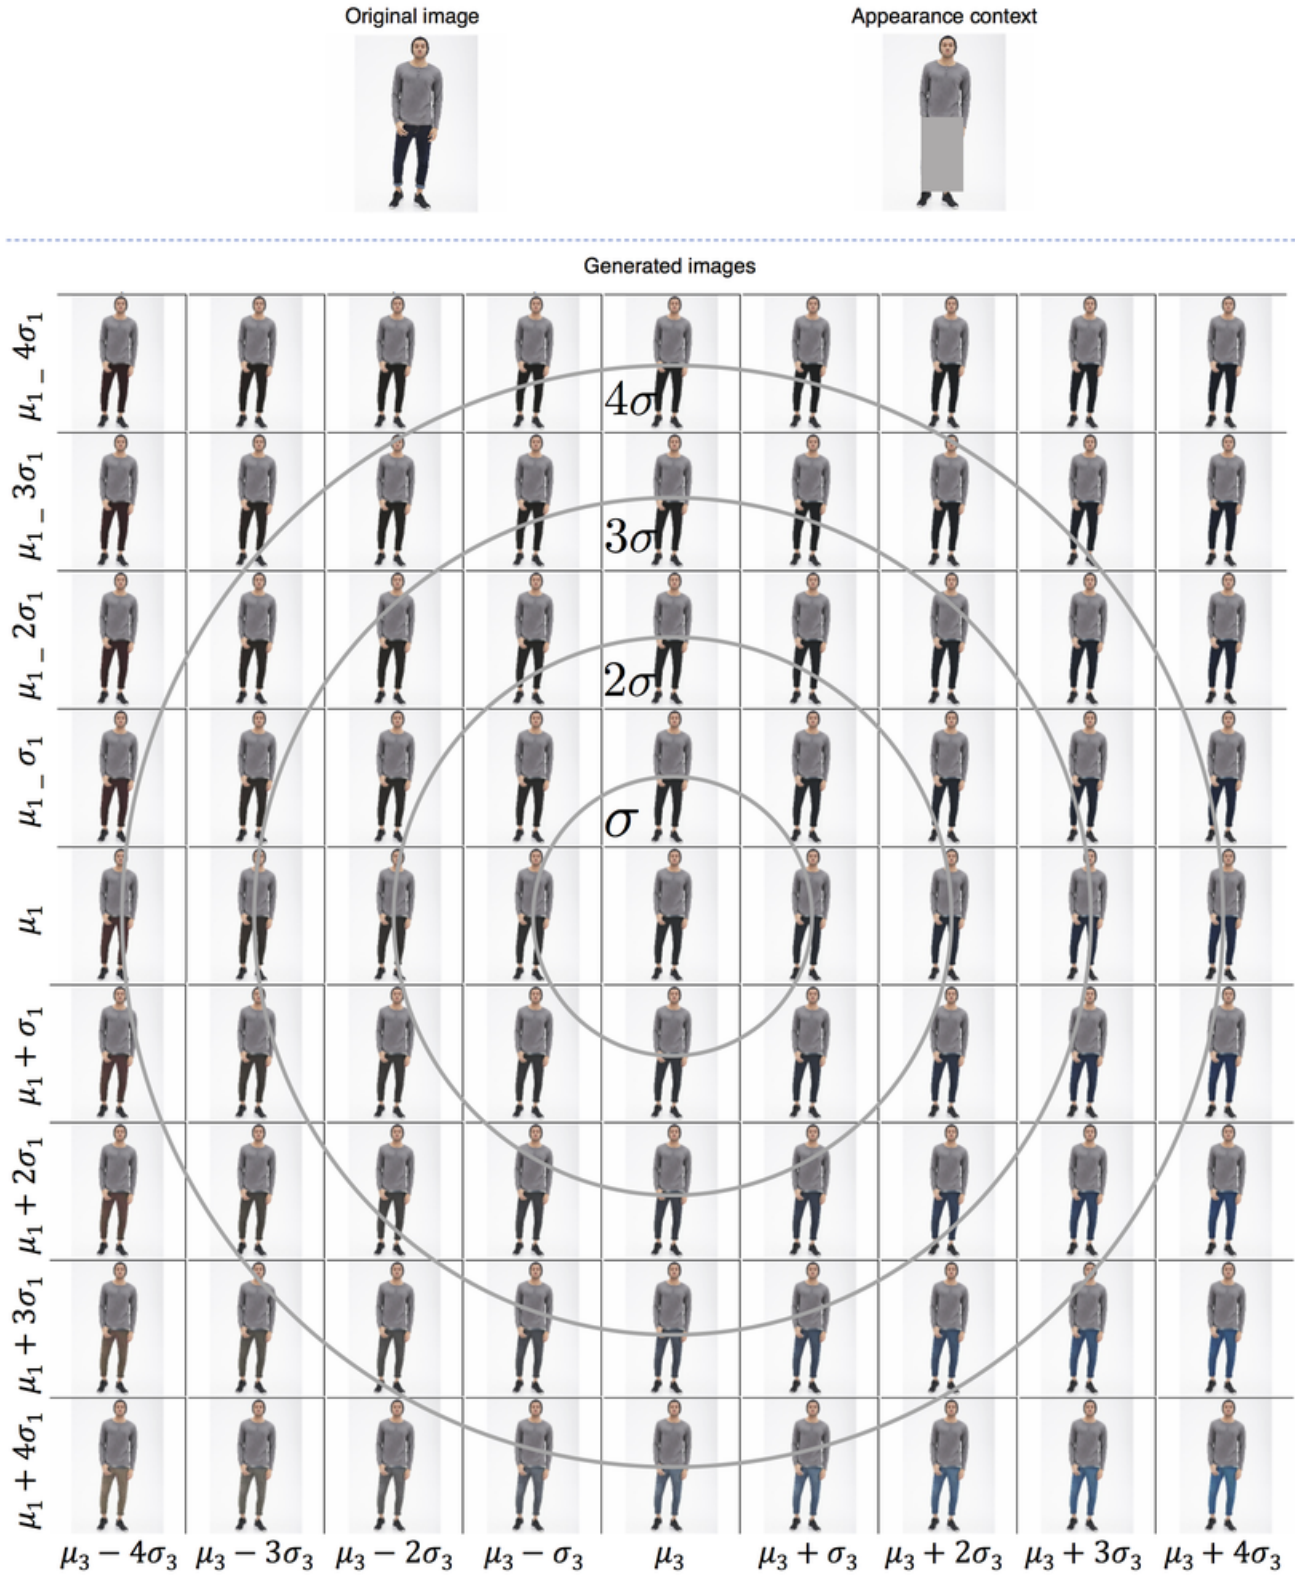 Original image
Appearance context
Generated images
μ₁ _ 4σ₁
4σ
μ₁ _ 3σ₁
3σ
μ₁ _ 2σ₁
2σ
μ₁ _ σ₁
σ
μ₁
μ₁ + σ₁
μ₁ + 2σ₁
μ₁ + 3σ₁
μ₁ + 4σ₁
μ₃ − 4σ₃ μ₃ − 3σ₃ μ₃ − 2σ₃ μ₃ − σ₃ μ₃ μ₃ + σ₃ μ₃ + 2σ₃ μ₃ + 3σ₃ μ₃ + 4σ₃